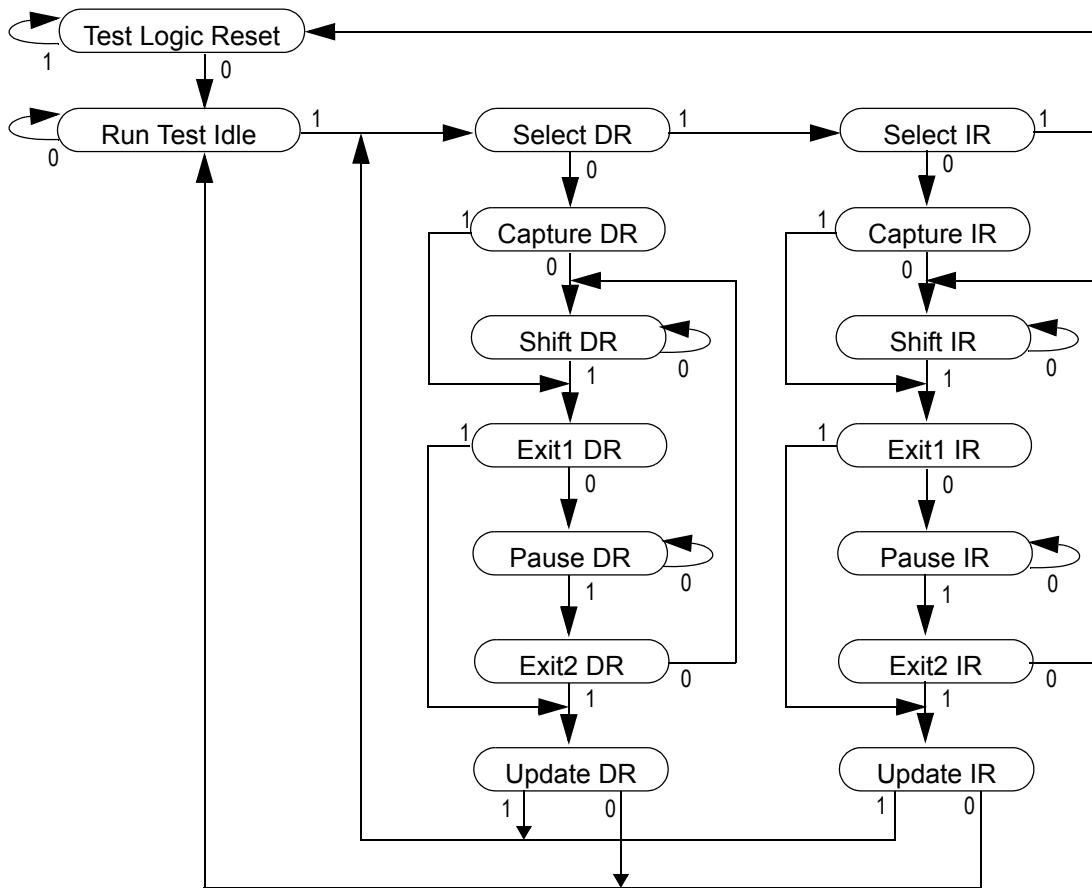 Test Logic Reset
1
0
Run Test Idle
1
0
Select DR
1
0
Select IR
1
0
1
Capture DR
0
1
Capture IR
0
Shift DR
0
1
Shift IR
0
1
1
Exit1 DR
0
1
Exit1 IR
0
Pause DR
0
1
Pause IR
0
1
Exit2 DR
0
1
Exit2 IR
0
1
Update DR
1
0
Update IR
1
0